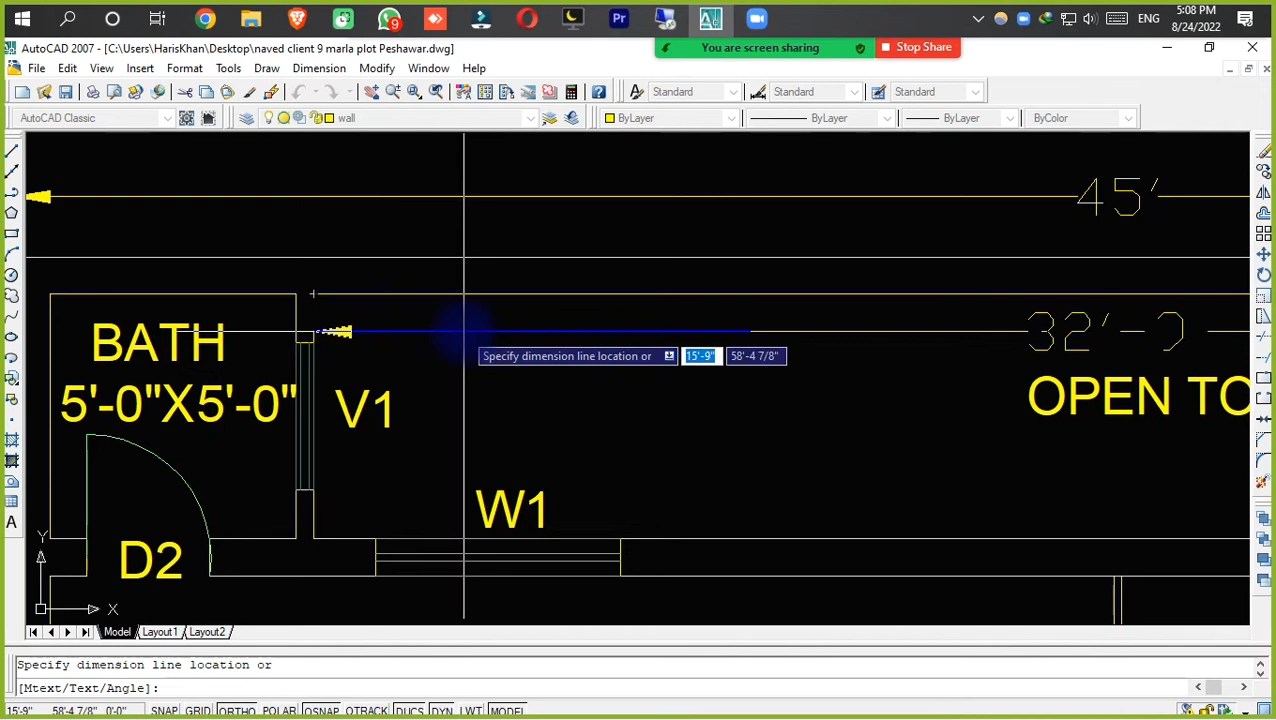 9
ENG
5:08 PM
8/24/2022
AutoCAD 2007 - [C:\Users\HarisKhan\Desktop\naved client 9 marla plot Peshawar.dwg]
You are screen sharing
Stop Share
File Edit View Insert Format Tools Draw Dimension Modify Window Help
Standard Standard Standard
AutoCAD Classic wall ByLayer ByLayer ByLayer ByColor
45'
BATH
5'-0"X5'-0"
V1
32'-
OPEN TO
Specify dimension line location or 15'-9" 58'-4 7/8"
W1
D2
Y
X
Model Layout1 Layout2
Specify dimension line location or
[Mtext/Text/Angle]:
15'-9" 58'-4 7/8" 0'-0" SNAP GRID ORTHO POLAR OSNAP OTRACK DUCS DYN LWT MODEL